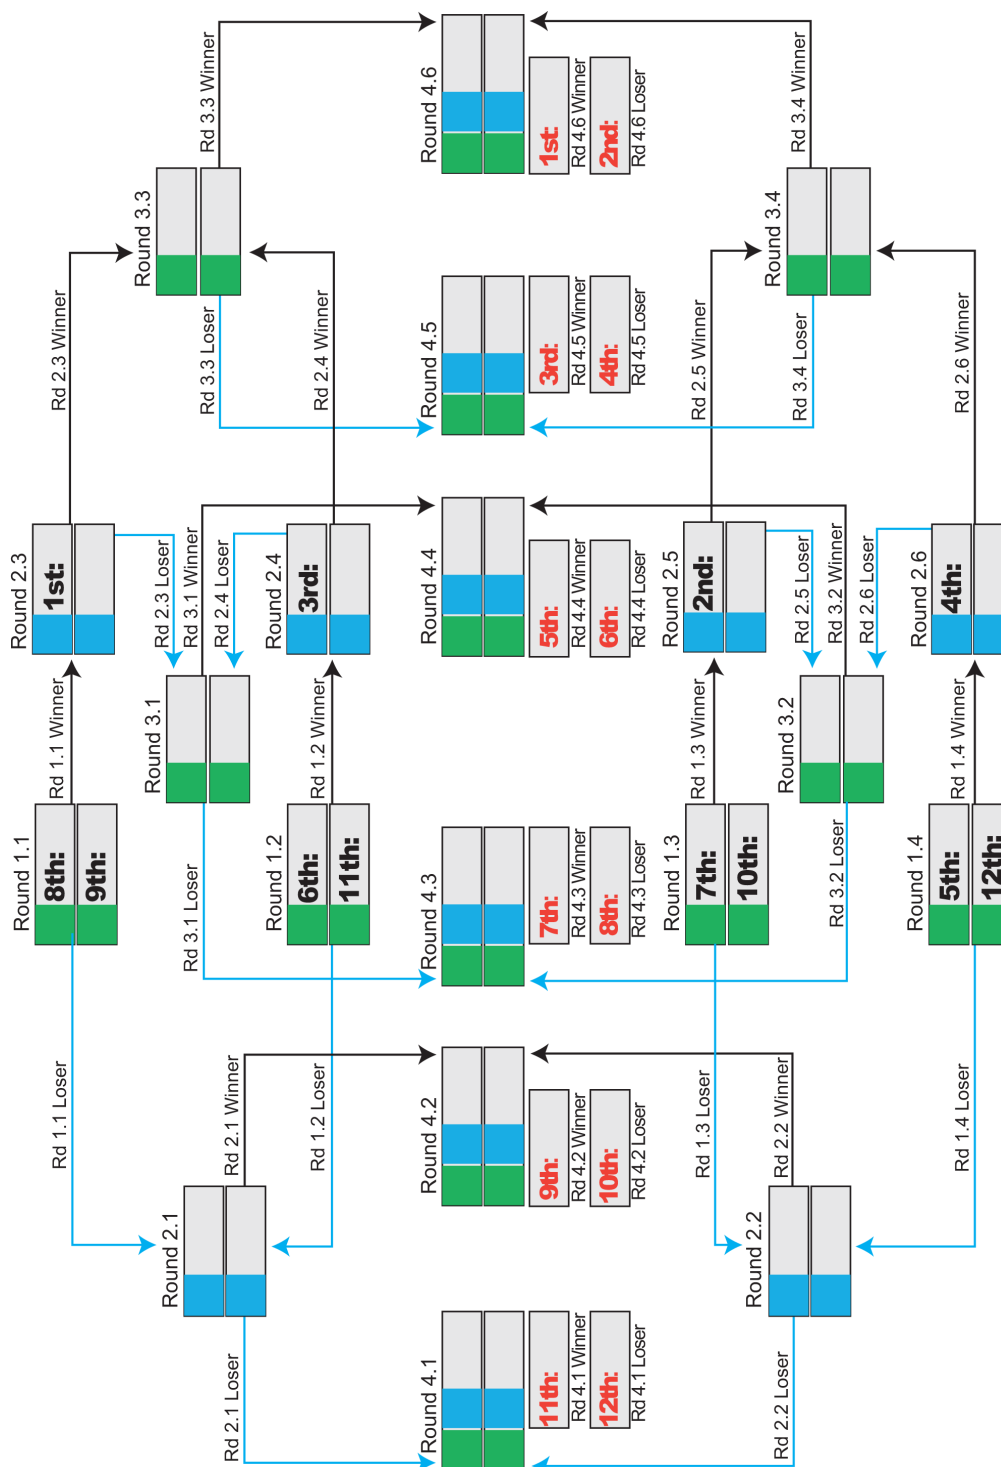 Round 4.6
1st:
Rd 4.6 Winner
2nd:
Rd 4.6 Loser
Rd 3.3 Winner
Rd 3.4 Winner
Round 3.3
Round 3.4
Rd 2.3 Winner
Rd 3.3 Loser
Rd 2.4 Winner
Round 4.5
3rd:
Rd 4.5 Winner
4th:
Rd 4.5 Loser
Rd 2.5 Winner
Rd 3.4 Loser
Rd 2.6 Winner
Round 2.3
1st:
Rd 2.3 Loser
Rd 3.1 Winner
Rd 2.4 Loser
Round 2.4
3rd:
Round 4.4
5th:
Rd 4.4 Winner
6th:
Rd 4.4 Loser
Round 2.5
2nd:
Rd 2.5 Loser
Rd 3.2 Winner
Rd 2.6 Loser
Round 2.6
4th:
Rd 1.1 Winner
Round 3.1
Rd 1.2 Winner
Rd 1.3 Winner
Round 3.2
Rd 1.4 Winner
Round 1.1
8th:
9th:
Rd 3.1 Loser
Round 1.2
6th:
11th:
Round 4.3
7th:
Rd 4.3 Winner
8th:
Rd 4.3 Loser
Round 1.3
7th:
10th:
Rd 3.2 Loser
Round 1.4
5th:
12th:
Rd 1.1 Loser
Rd 2.1 Winner
Rd 1.2 Loser
Round 4.2
9th:
Rd 4.2 Winner
10th:
Rd 4.2 Loser
Rd 1.3 Loser
Rd 2.2 Winner
Rd 1.4 Loser
Round 2.1
Round 2.2
Rd 2.1 Loser
Round 4.1
11th:
Rd 4.1 Winner
12th:
Rd 4.1 Loser
Rd 2.2 Loser